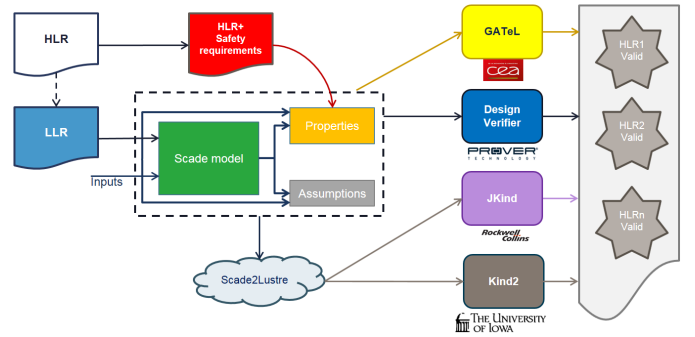 HLR
HLR+
Safety
requirements
GATeL
cea
HLR1
Valid
LLR
Scade model
Properties
Assumptions
Inputs
Design
Verifier
PROVER®
TECHNOLOGY
HLR2
Valid
JKind
Rockwell
Collins
HLRn
Valid
Scade2Lustre
Kind2
THE UNIVERSITY
OF IOWA